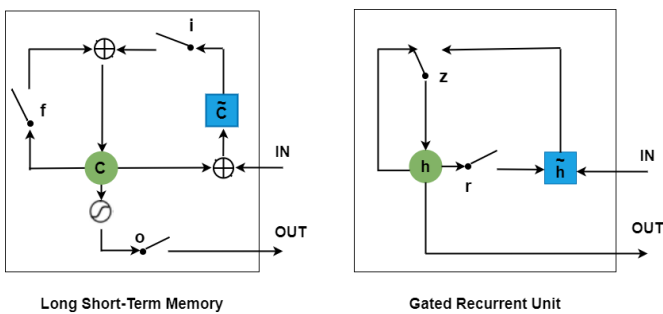 i
f
C̃
IN
C
o
OUT
Long Short-Term Memory
z
IN
h
h̃
r
OUT
Gated Recurrent Unit